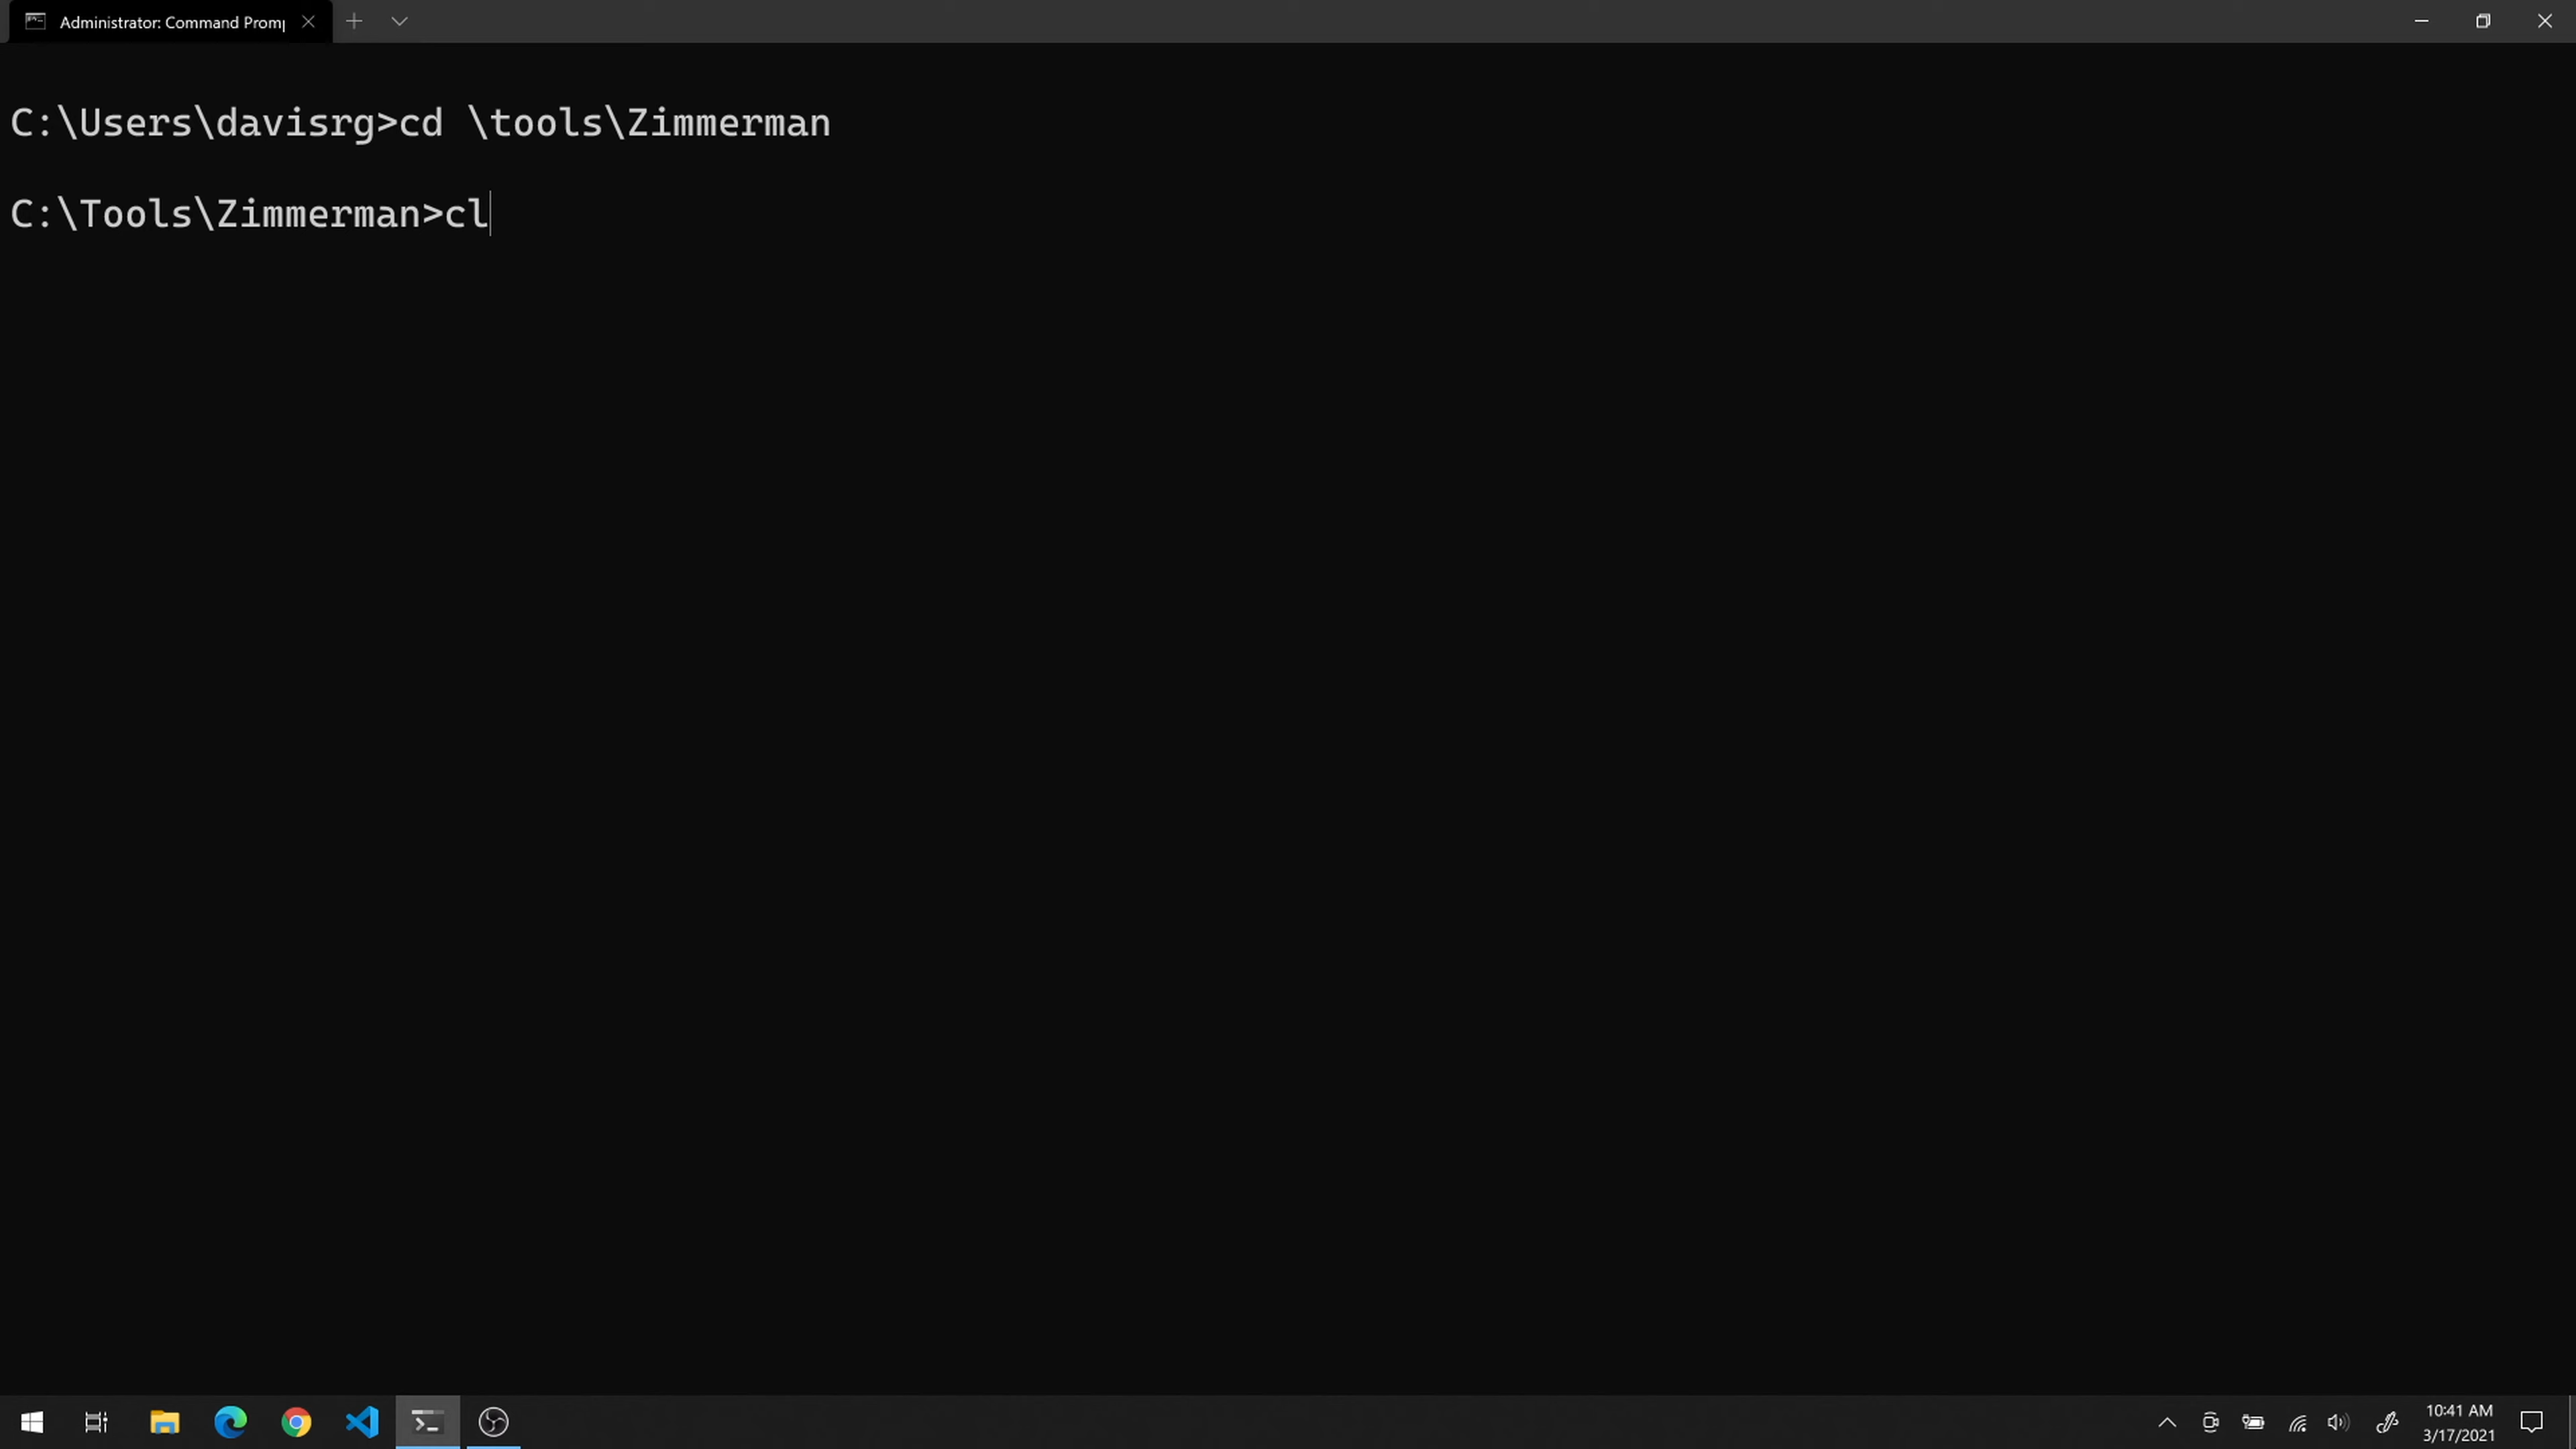 Administrator: Command Promp
C:\Users\davisrg>cd \tools\Zimmerman
C:\Tools\Zimmerman>cl
10:41 AM
3/17/2021